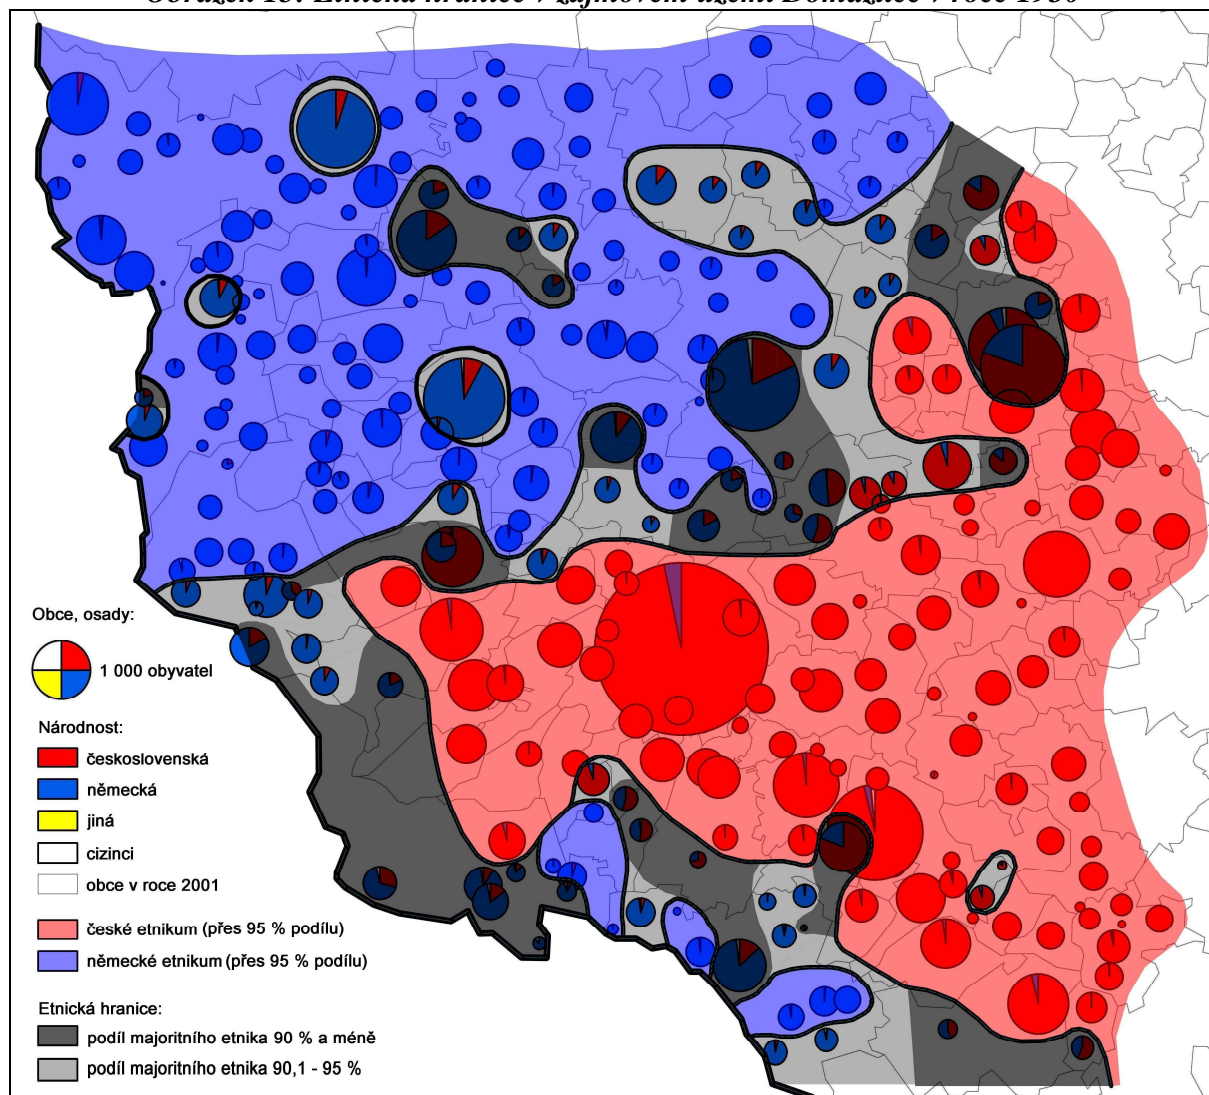 Obce, osady:
1 000 obyvatel
Národnost:
československá
německá
jiná
cizinci
obce v roce 2001
české etnikum (přes 95 % podílu)
německé etnikum (přes 95 % podílu)
Etnická hranice:
podíl majoritního etnika 90 % a méně
podíl majoritního etnika 90,1 - 95 %